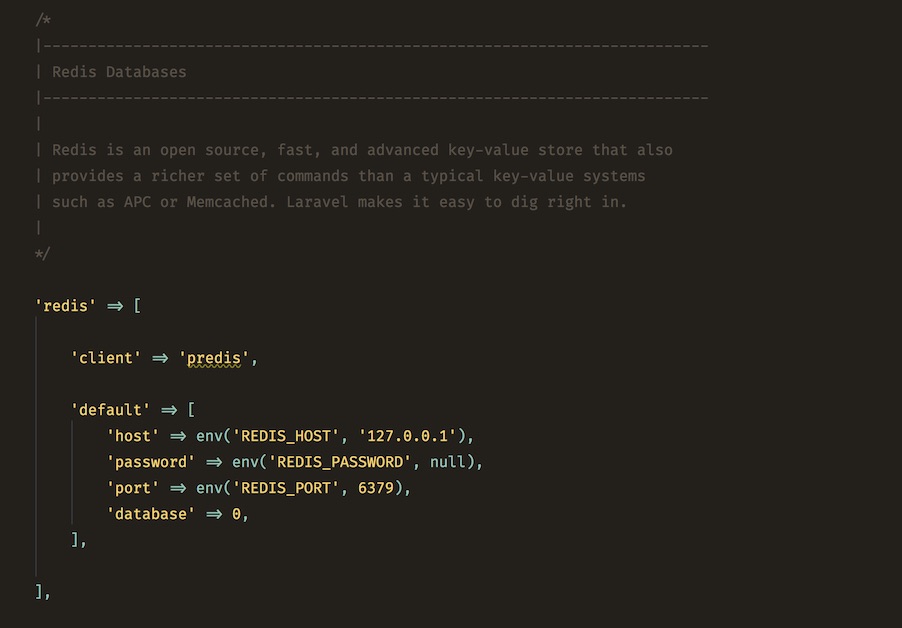 /*
|--------------------------------------------------------------------------
| Redis Databases
|--------------------------------------------------------------------------
|
| Redis is an open source, fast, and advanced key-value store that also
| provides a richer set of commands than a typical key-value systems
| such as APC or Memcached. Laravel makes it easy to dig right in.
|
*/
'redis' => [
'client' => 'predis',
'default' => [
'host' => env('REDIS_HOST', '127.0.0.1'),
'password' => env('REDIS_PASSWORD', null),
'port' => env('REDIS_PORT', 6379),
'database' => 0,
],
],